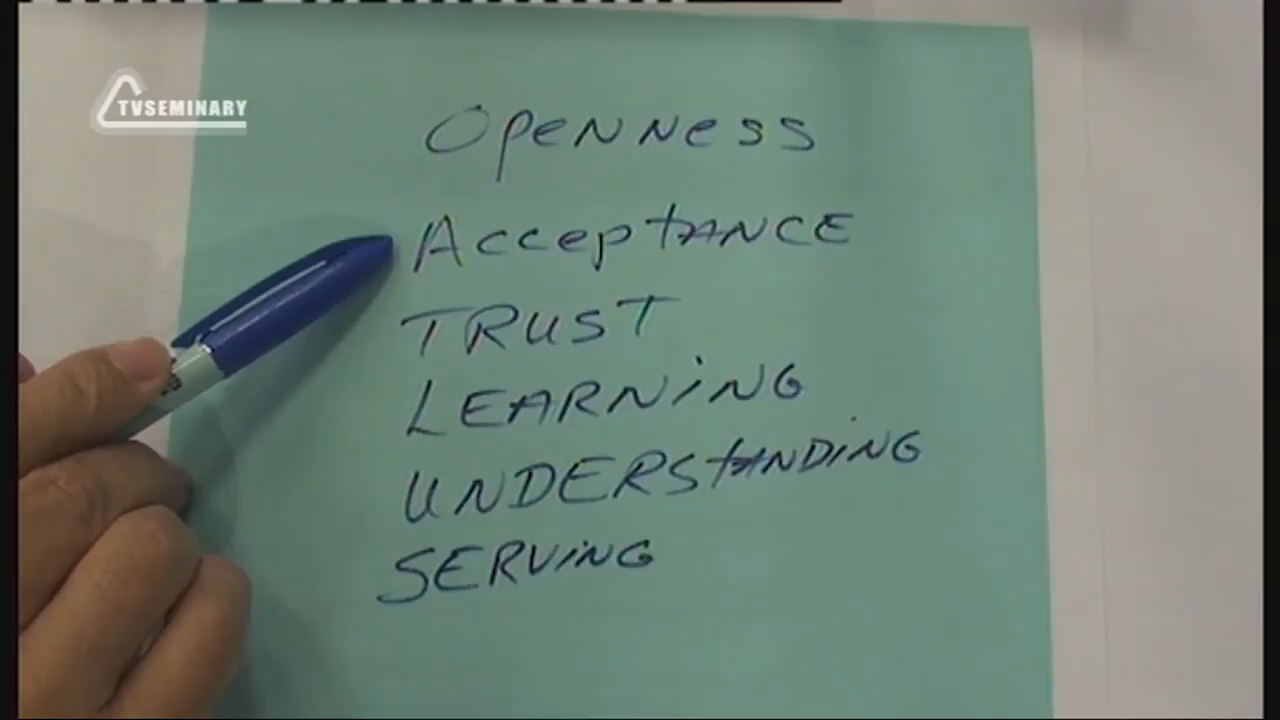 TVSEMINARY
Openness
AcceptANCE
TRUST
LEARNiNG
UNDERStANDiNG
SERViNG